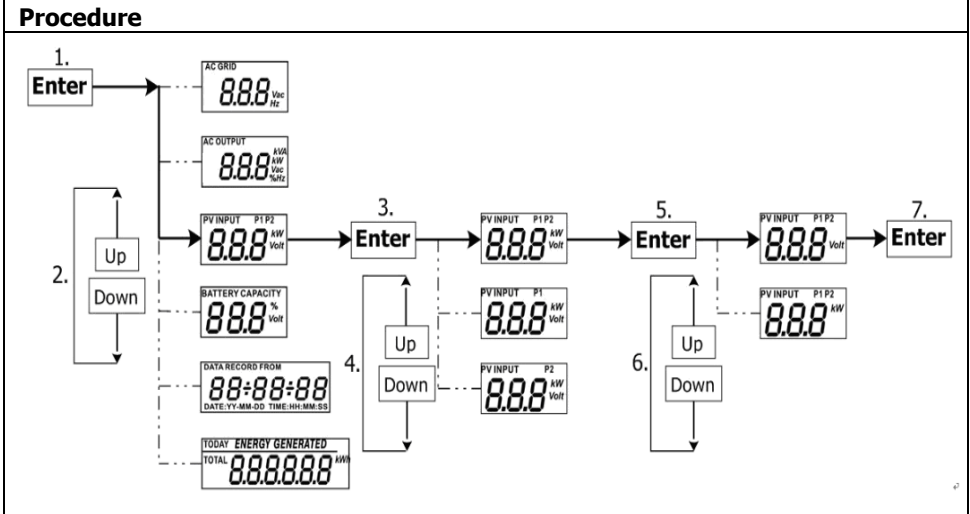 Procedure
1.
Enter
2.
Up
Down
AC GRID
8.8.8 Vac
Hz
AC OUTPUT
8.8.8 kVA
kW
Vac
%Hz
PV INPUT P1 P2
8.8.8 kW
Volt
BATTERY CAPACITY
8.8.8 %
Volt
DATA RECORD FROM
88:88:88
DATE:YY-MM-DD TIME:HH:MM:SS
TODAY ENERGY GENERATED
TOTAL 8.8.8.8.8.8 kWh
3.
Enter
4.
Up
Down
PV INPUT P1 P2
8.8.8 kW
Volt
PV INPUT P1
8.8.8 kW
Volt
PV INPUT P2
8.8.8 kW
Volt
5.
Enter
6.
Up
Down
PV INPUT P1 P2
8.8.8 Volt
PV INPUT P1 P2
8.8.8 kW
7.
Enter